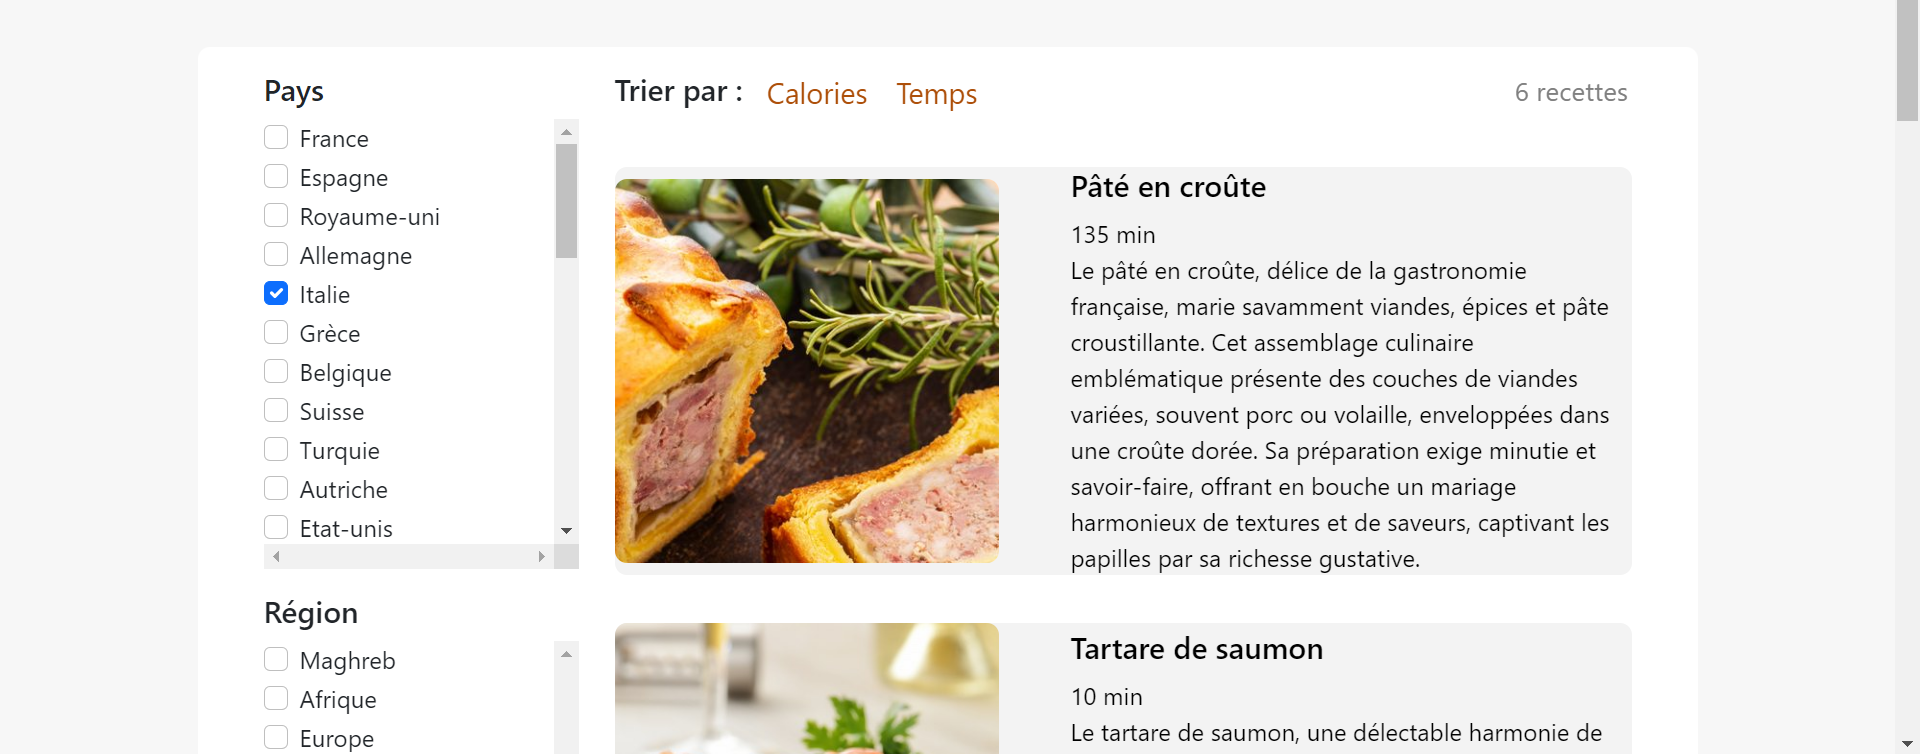 Pays
France
Espagne
Royaume-uni
Allemagne
Italie
Grèce
Belgique
Suisse
Turquie
Autriche
Etat-unis
Région
Maghreb
Afrique
Europe
Trier par :
Calories
Temps
6 recettes
Pâté en croûte
135 min
Le pâté en croûte, délice de la gastronomie
française, marie savamment viandes, épices et pâte
croustillante. Cet assemblage culinaire
emblématique présente des couches de viandes
variées, souvent porc ou volaille, enveloppées dans
une croûte dorée. Sa préparation exige minutie et
savoir-faire, offrant en bouche un mariage
harmonieux de textures et de saveurs, captivant les
papilles par sa richesse gustative.
Tartare de saumon
10 min
Le tartare de saumon, une délectable harmonie de